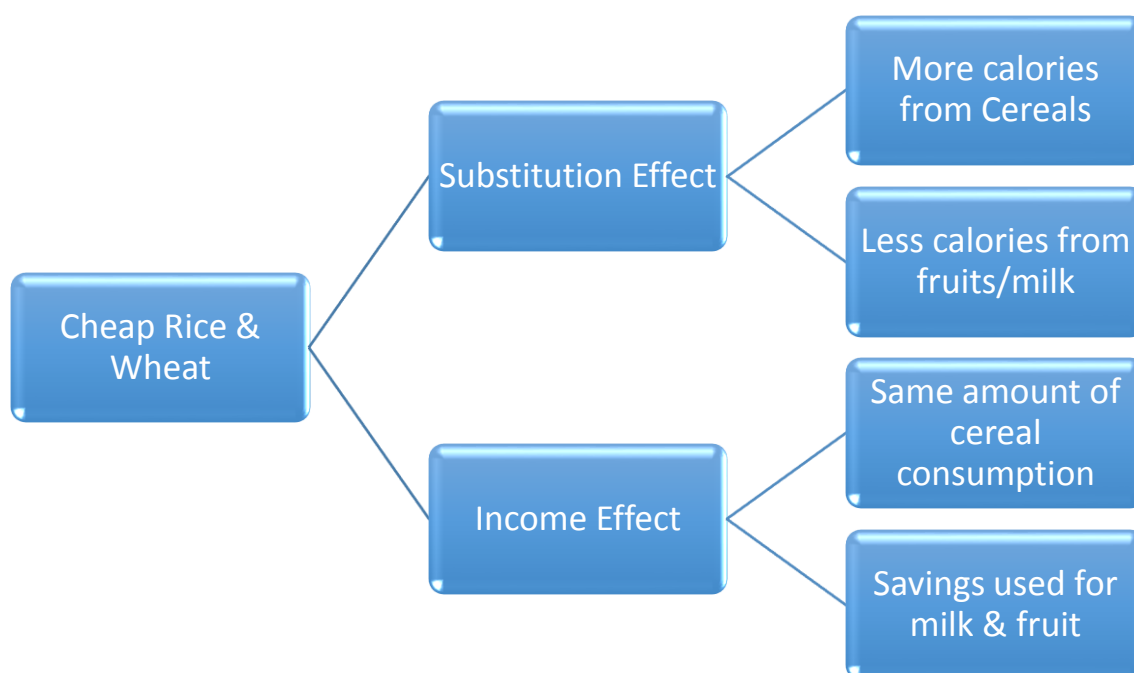 Cheap Rice &
Wheat
Substitution Effect
More calories
from Cereals
Less calories from
fruits/milk
Income Effect
Same amount of
cereal
consumption
Savings used for
milk & fruit